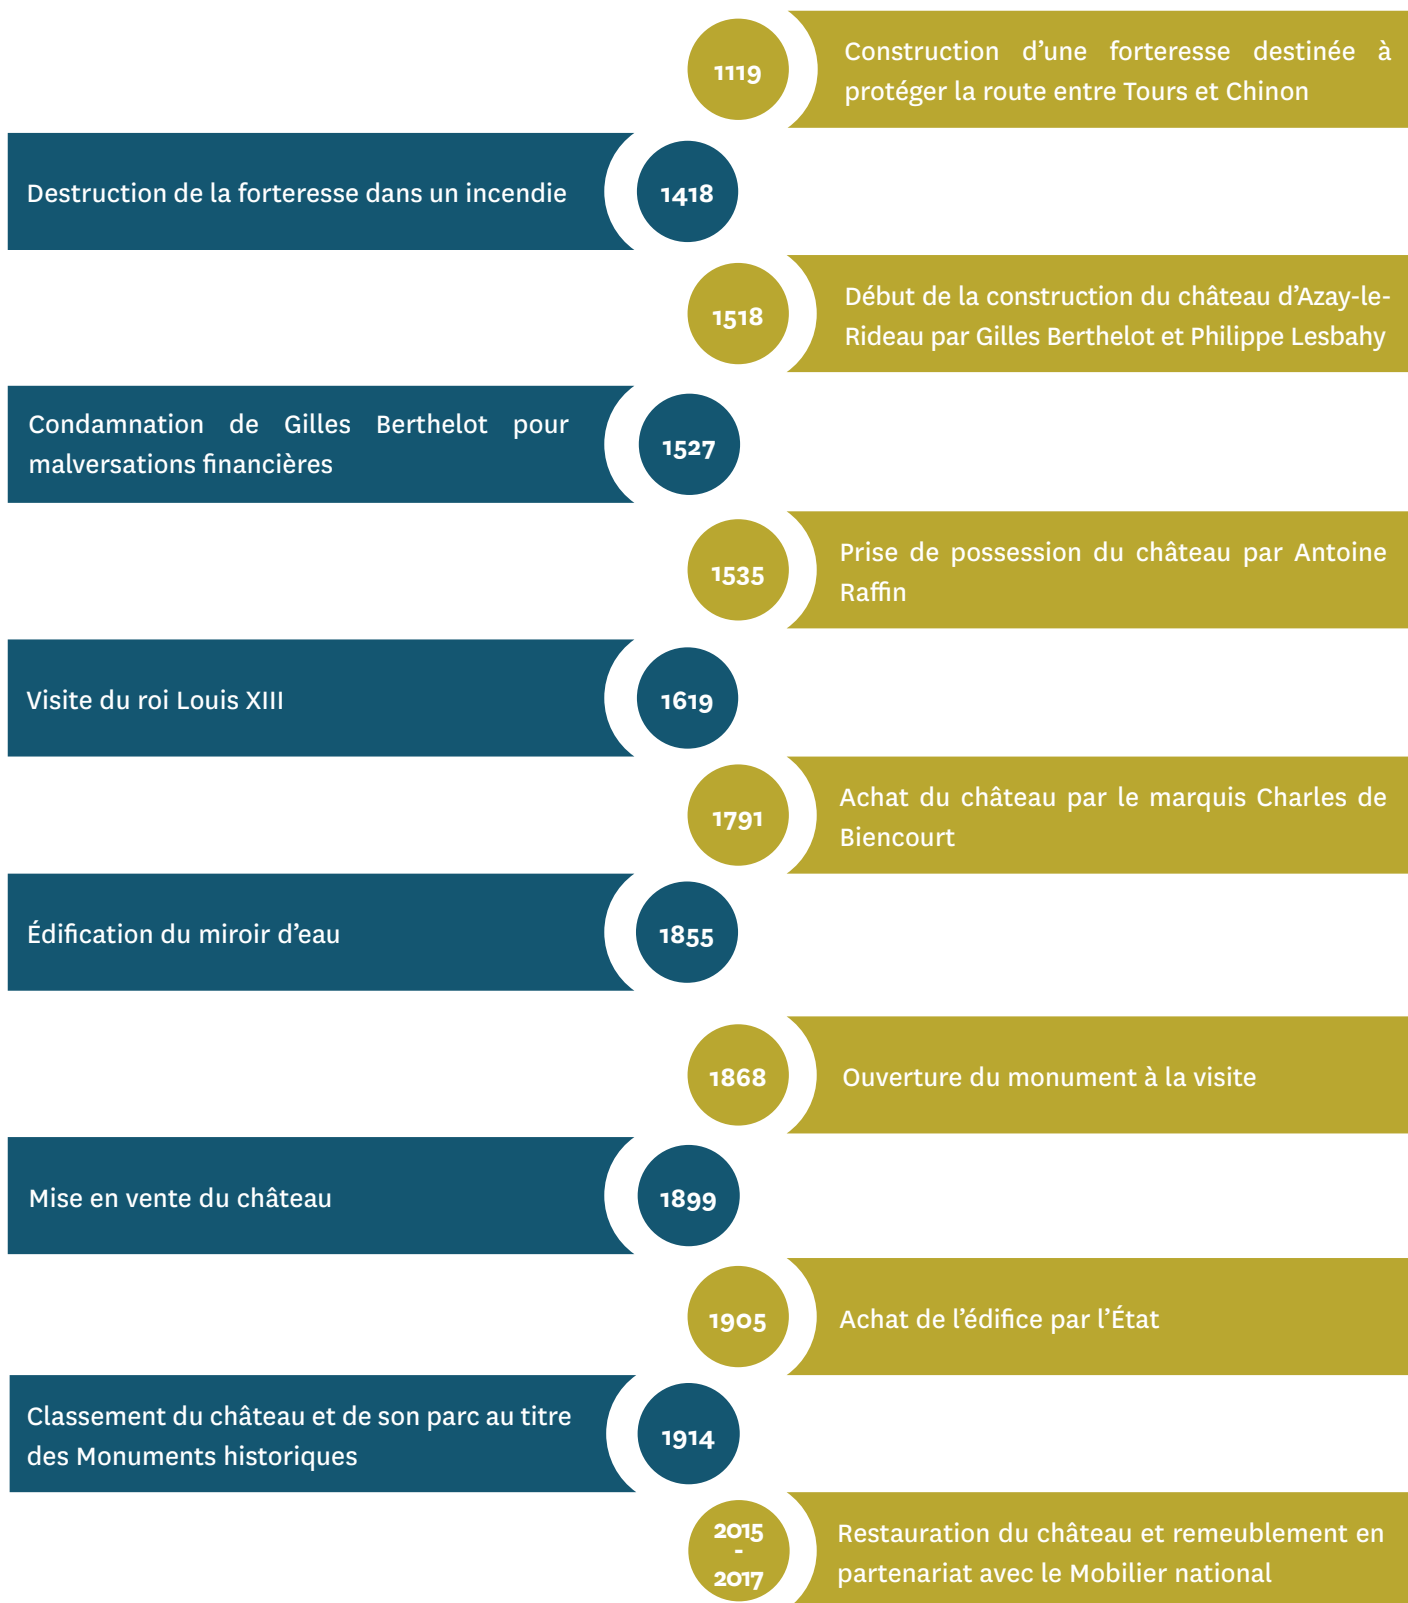 1119
Construction d’une forteresse destinée à
protéger la route entre Tours et Chinon
Destruction de la forteresse dans un incendie
1418
1518
Début de la construction du château d’Azay-le-
Rideau par Gilles Berthelot et Philippe Lesbahy
Condamnation de Gilles Berthelot pour
malversations financières
1527
1535
Prise de possession du château par Antoine
Raffin
Visite du roi Louis XIII
1619
1791
Achat du château par le marquis Charles de
Biencourt
Édification du miroir d’eau
1855
1868
Ouverture du monument à la visite
Mise en vente du château
1899
1905
Achat de l’édifice par l’État
Classement du château et de son parc au titre
des Monuments historiques
1914
2015
-
2017
Restauration du château et remeublement en
partenariat avec le Mobilier national